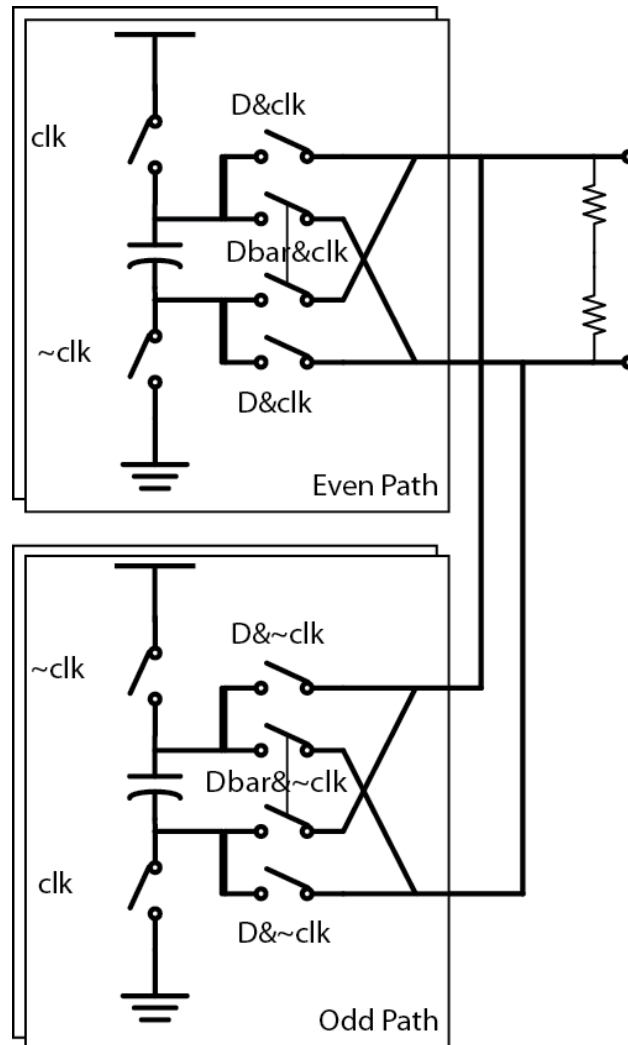 D&clk
clk
Dbar&clk
~clk
D&clk
Even Path
D&~clk
~clk
Dbar&~clk
clk
D&~clk
Odd Path